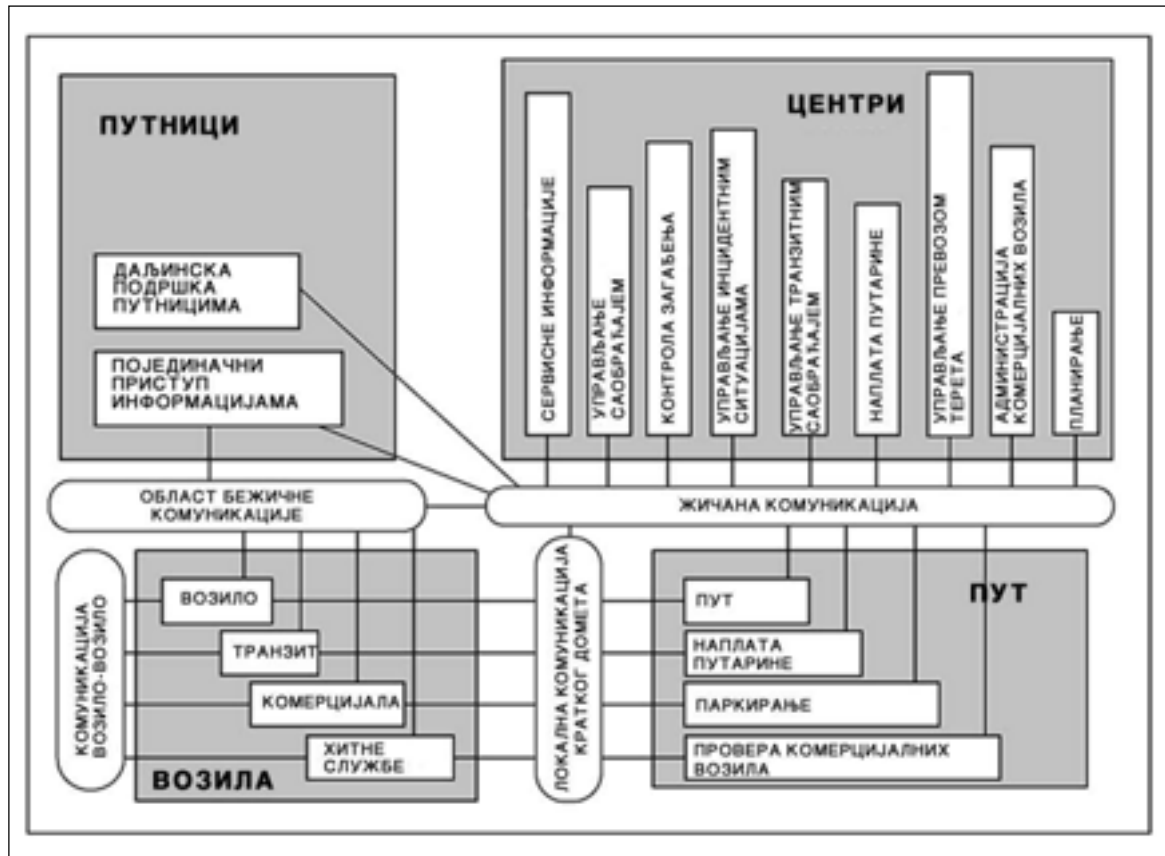 ПУТНИЦИ
ДАЉИНСКА
ПОДРШКА
ПУТНИЦИМА
ПОЈЕДИНАЧНИ
ПРИСТУП
ИНФОРМАЦИЈАМА
ЦЕНТРИ
СЕРВИСНЕ ИНФОРМАЦИЈЕ
УПРАВЉАЊЕ
САОБРАЋАЈЕМ
КОНТРОЛА ЗАГАЂЕЊА
УПРАВЉАЊЕ ИНЦИДЕНТНИМ
СИТУАЦИЈАМА
УПРАВЉАЊЕ ТРАНЗИТНИМ
САОБРАЋАЈЕМ
НАПЛАТА ПУТАРИНЕ
УПРАВЉАЊЕ ПРЕВОЗОМ
ТЕРЕТА
АДМИНИСТРАЦИЈА
КОМЕРЦИЈАЛНИХ ВОЗИЛА
ПЛАНИРАЊЕ
ОБЛАСТ БЕЖИЧНЕ
КОМУНИКАЦИЈЕ
ЖИЧАНА КОМУНИКАЦИЈА
КОМУНИКАЦИЈА
ВОЗИЛО-ВОЗИЛО
ВОЗИЛО
ТРАНЗИТ
КОМЕРЦИЈАЛА
ХИТНЕ
СЛУЖБЕ
ВОЗИЛА
ЛОКАЛНА КОМУНИКАЦИЈА
КРАТКОГ ДОМЕТА
ПУТ
ПУТ
НАПЛАТА
ПУТАРИНЕ
ПАРКИРАЊЕ
ПРОВЕРА КОМЕРЦИЈАЛНИХ
ВОЗИЛА